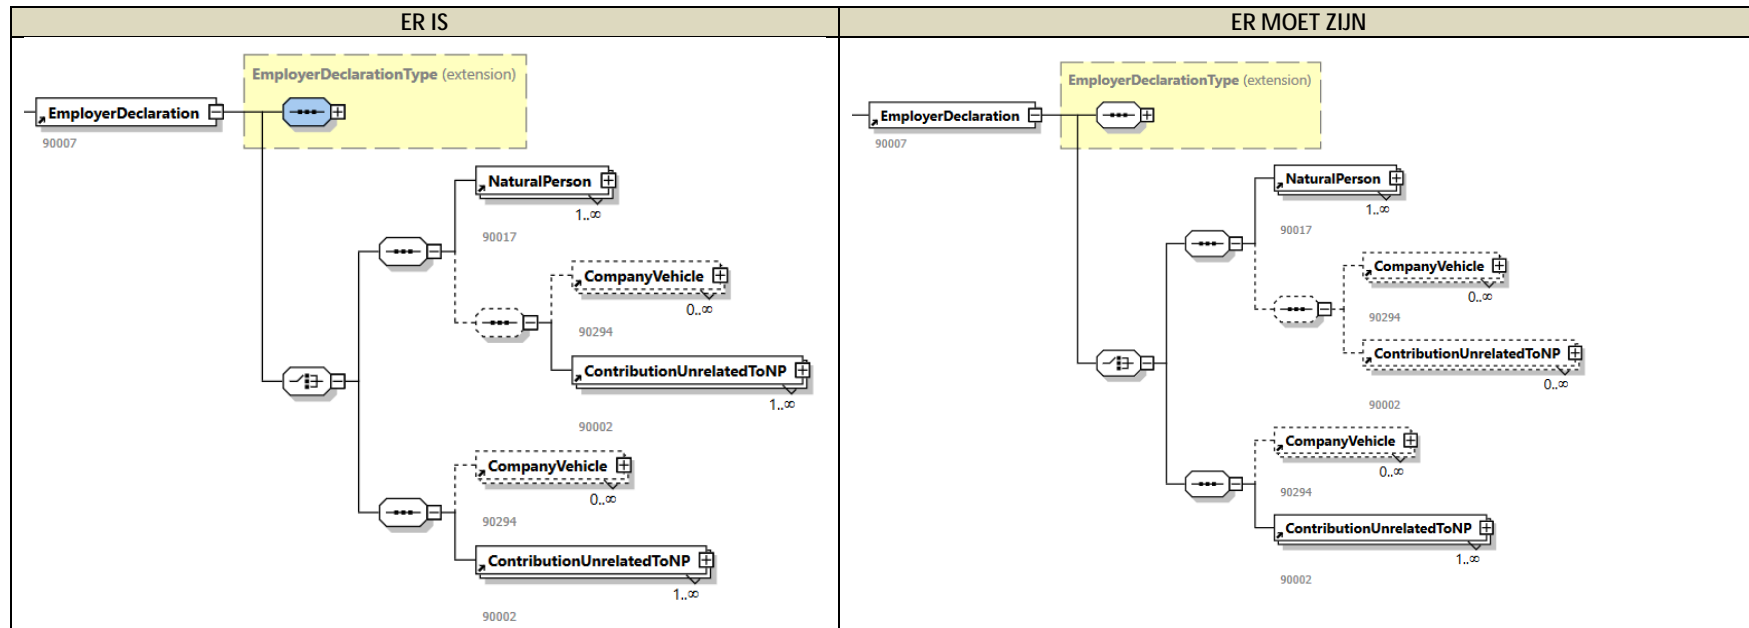 ER IS
EmployerDeclarationType (extension)
EmployerDeclaration
90007
NaturalPerson
1..∞
90017
CompanyVehicle
0..∞
90294
ContributionUnrelatedToNP
1..∞
90002
CompanyVehicle
0..∞
90294
ContributionUnrelatedToNP
1..∞
90002
ER MOET ZIJN
EmployerDeclarationType (extension)
EmployerDeclaration
90007
NaturalPerson
1..∞
90017
CompanyVehicle
0..∞
90294
ContributionUnrelatedToNP
0..∞
90002
CompanyVehicle
0..∞
90294
ContributionUnrelatedToNP
1..∞
90002